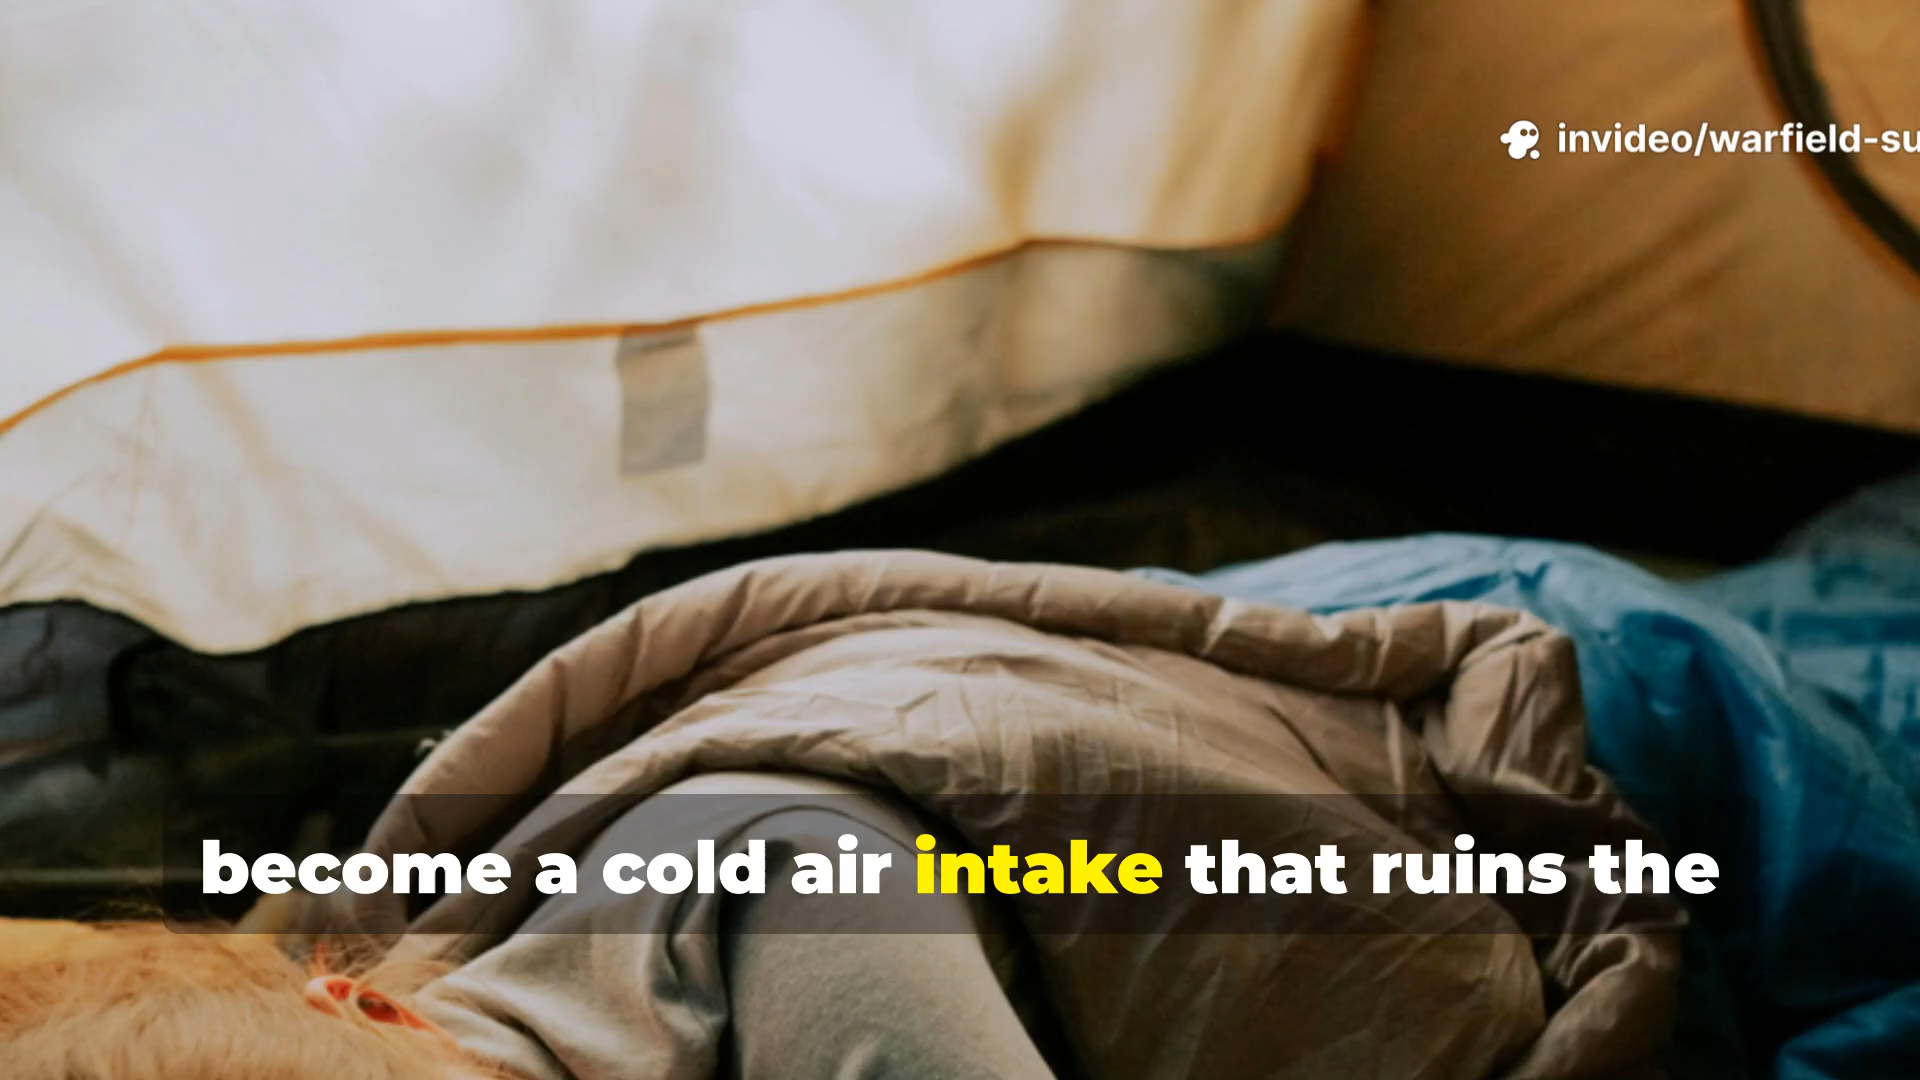 invideo/warfield-su
become a cold air intake that ruins the